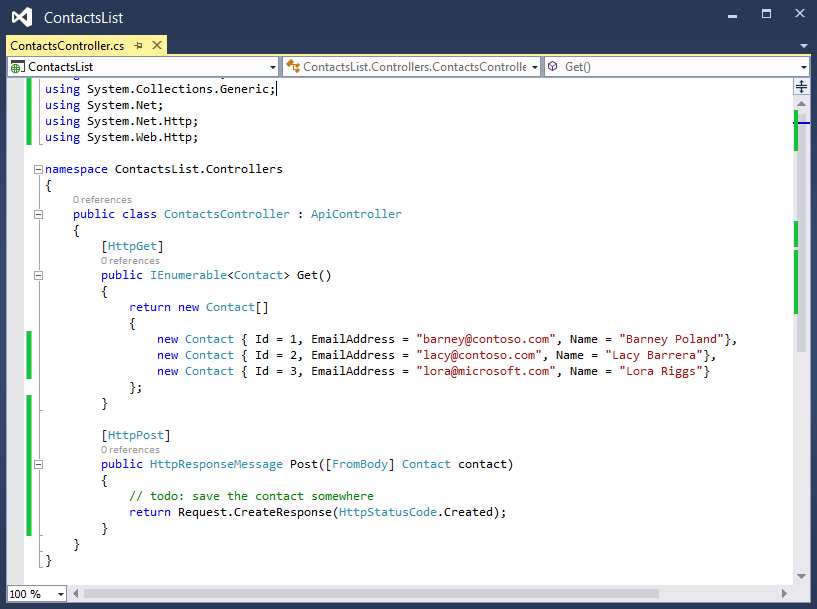 ContactsList
ContactsController.cs
ContactsList
ContactsList.Controllers.ContactsControlle
Get()
using System.Collections.Generic;
using System.Net;
using System.Net.Http;
using System.Web.Http;
namespace ContactsList.Controllers
{
0 references
public class ContactsController : ApiController
{
[HttpGet]
0 references
public IEnumerable<Contact> Get()
{
return new Contact[]
{
new Contact { Id = 1, EmailAddress = "barney@contoso.com", Name = "Barney Poland"},
new Contact { Id = 2, EmailAddress = "lacy@contoso.com", Name = "Lacy Barrera"},
new Contact { Id = 3, EmailAddress = "lora@microsoft.com", Name = "Lora Riggs"}
};
}
[HttpPost]
0 references
public HttpResponseMessage Post([FromBody] Contact contact)
{
// todo: save the contact somewhere
return Request.CreateResponse(HttpStatusCode.Created);
}
}
}
100 %